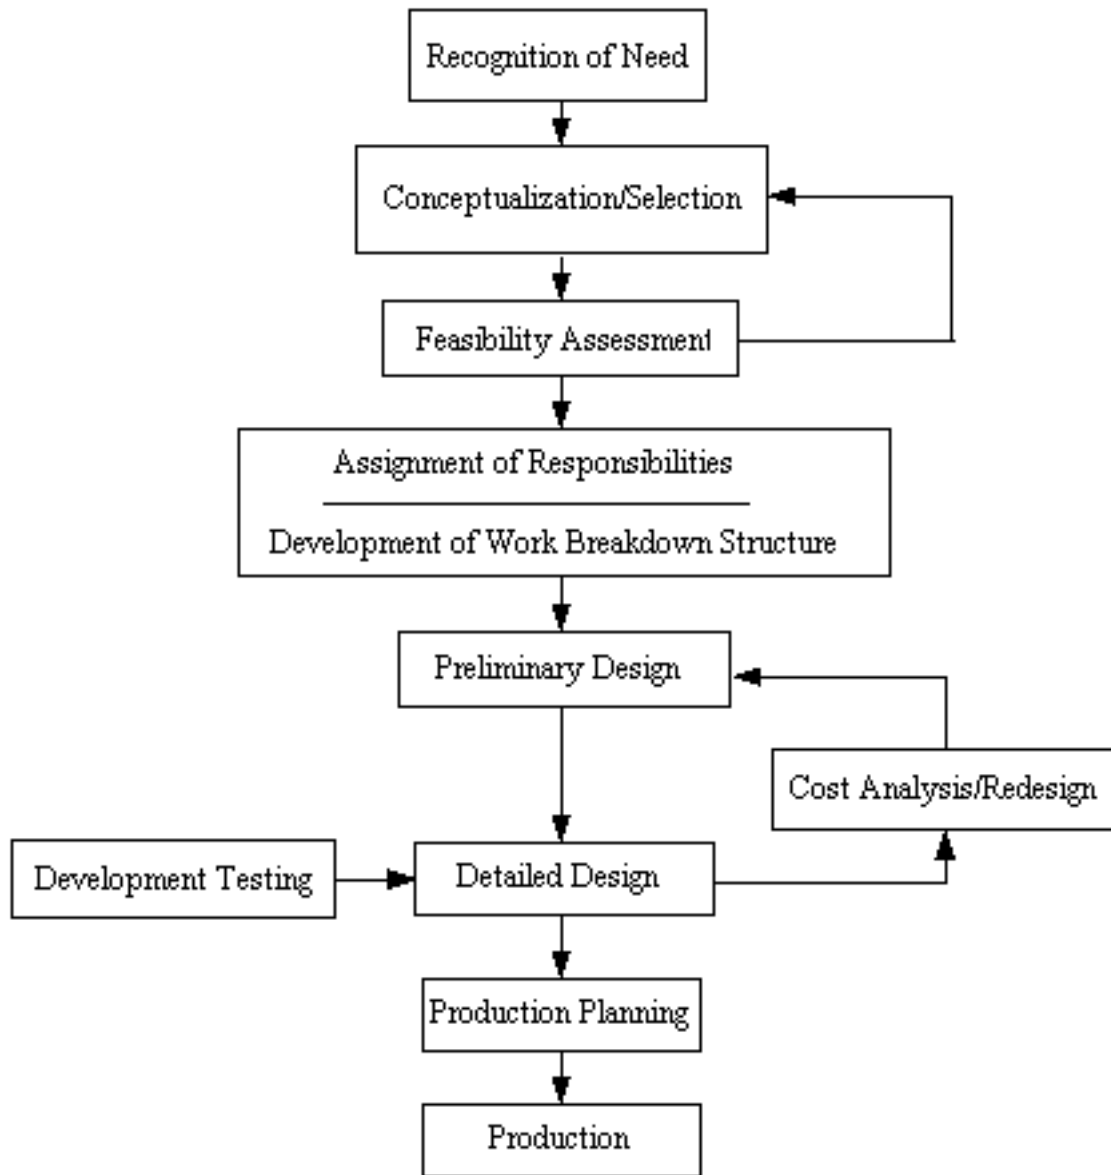 Recognition of Need
Conceptualization/Selection
Feasibility Assessment
Assignment of Responsibilities
Development of Work Breakdown Structure
Preliminary Design
Cost Analysis/Redesign
Development Testing
Detailed Design
Production Planning
Production